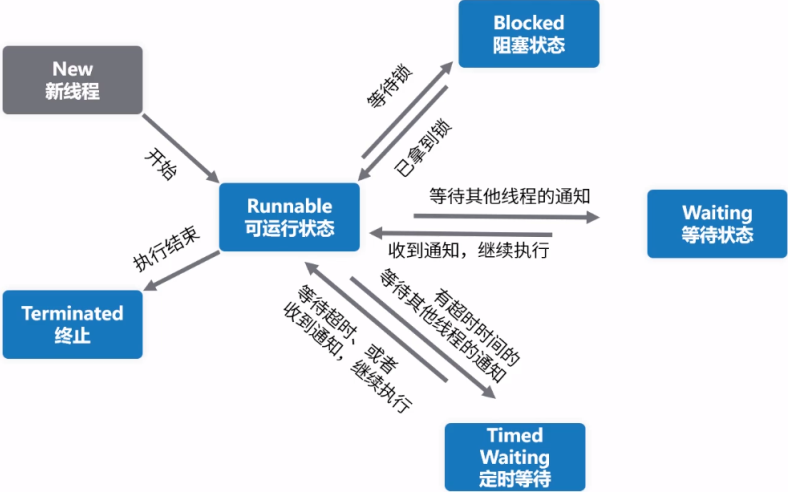 Blocked
阻塞状态
New
新线程
等待锁
已拿到锁
开始
Runnable
可运行状态
等待其他线程的通知
收到通知，继续执行
Waiting
等待状态
执行结束
Terminated
终止
等待超时、或者
收到通知，继续执行
有超时时间的
等待其他线程的通知
Timed
Waiting
定时等待